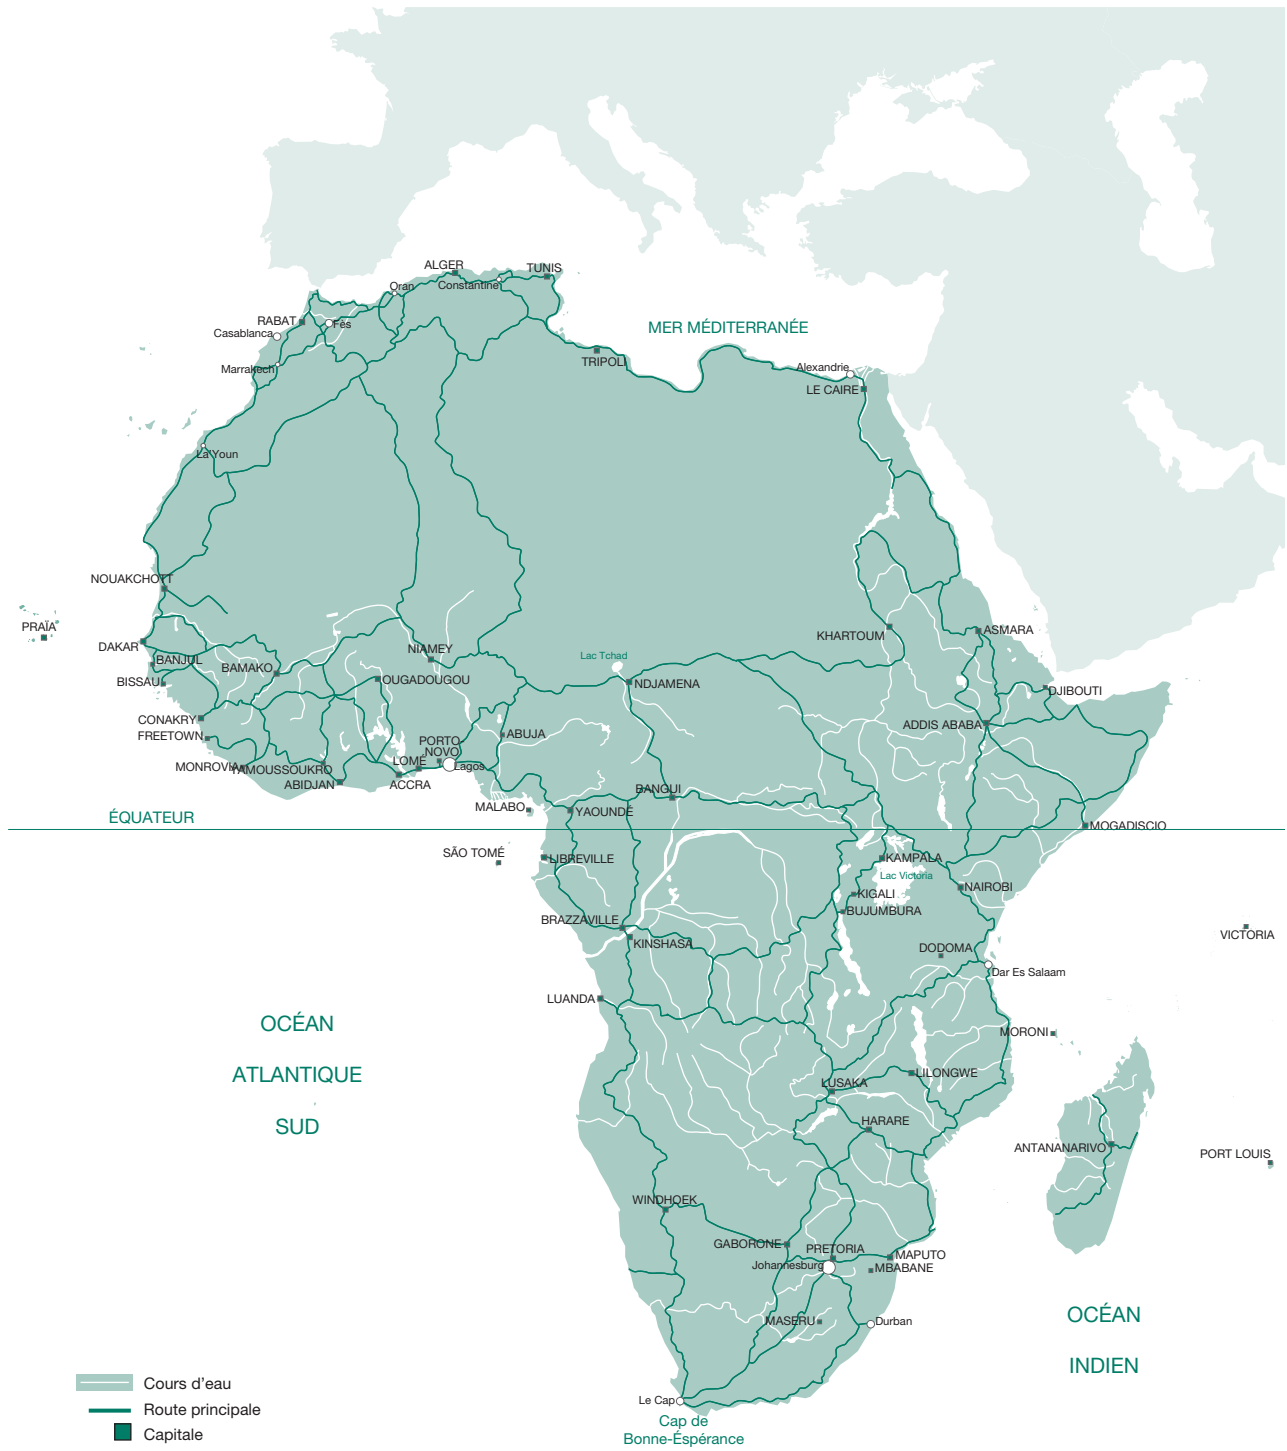 ALGER
TUNIS
Oran
Constantine
RABAT
Fès
Casablanca
MER MÉDITERRANÉE
TRIPOLI
Marrakech
Alexandrie
LE CAIRE
La'Youn
NOUAKCHOTT
PRAÏA
DAKAR
BANJUL
BISSAU
BAMAKO
NIAMEY
OUGADOUGOU
Lac Tchad
NDJAMENA
KHARTOUM
ASMARA
DJIBOUTI
CONAKRY
FREETOWN
MONROVIA
YAMOUSSOUKRO
ABIDJAN
ACCRA
LOMÉ
PORTO
NOVO
Lagos
ABUJA
ADDIS ABABA
BANGUI
MALABO
YAOUNDÉ
ÉQUATEUR
MOGADISCIO
SÃO TOMÉ
LIBREVILLE
KAMPALA
Lac Victoria
NAIROBI
KIGALI
BUJUMBURA
BRAZZAVILLE
KINSHASA
DODOMA
VICTORIA
Dar Es Salaam
LUANDA
OCÉAN
ATLANTIQUE
SUD
MORONI
LILONGWE
LUSAKA
HARARE
ANTANANARIVO
PORT LOUIS
WINDHOEK
GABORONE
PRETORIA
MAPUTO
Johannesburg
MBABANE
MASERU
Durban
OCÉAN
INDIEN
Le Cap
Cap de
Bonne-Éspérance
Cours d'eau
Route principale
Capitale